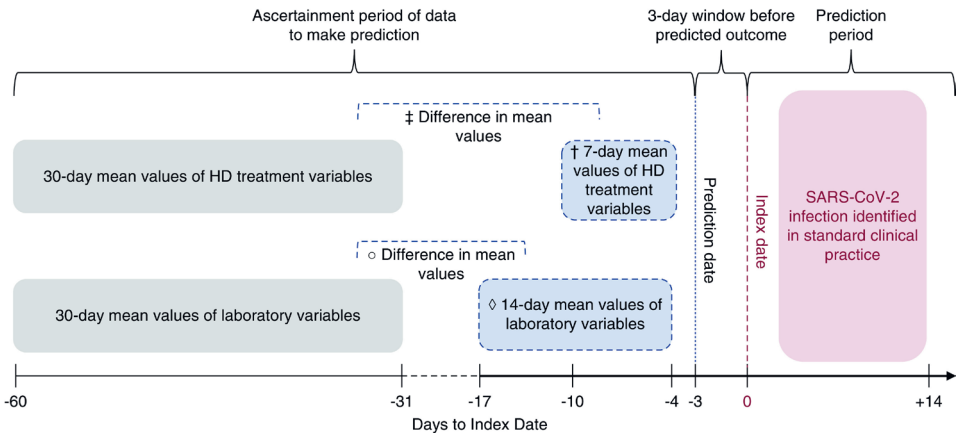 Ascertainment period of data
to make prediction
3-day window before
predicted outcome
Prediction
period
‡ Difference in mean
values
30-day mean values of HD treatment variables
† 7-day mean
values of HD
treatment
variables
Prediction date
Index date
SARS-CoV-2
infection identified
in standard clinical
practice
○ Difference in mean
values
30-day mean values of laboratory variables
◊ 14-day mean values of
laboratory variables
-60
-31
-17
-10
-4
-3
0
+14
Days to Index Date